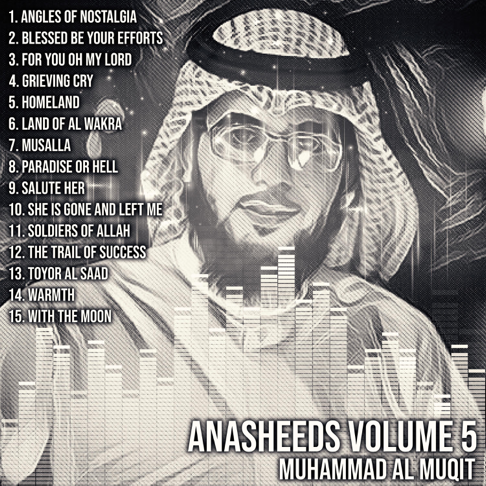 1. ANGLES OF NOSTALGIA
2. BLESSED BE YOUR EFFORTS
3. FOR YOU OH MY LORD
4. GRIEVING CRY
5. HOMELAND
6. LAND OF AL WAKRA
7. MUSALLA
8. PARADISE OR HELL
9. SALUTE HER
10. SHE IS GONE AND LEFT ME
11. SOLDIERS OF ALLAH
12. THE TRAIL OF SUCCESS
13. TOYOR AL SAAD
14. WARMTH
15. WITH THE MOON
ANASHEEDS VOLUME 5
MUHAMMAD AL MUQIT